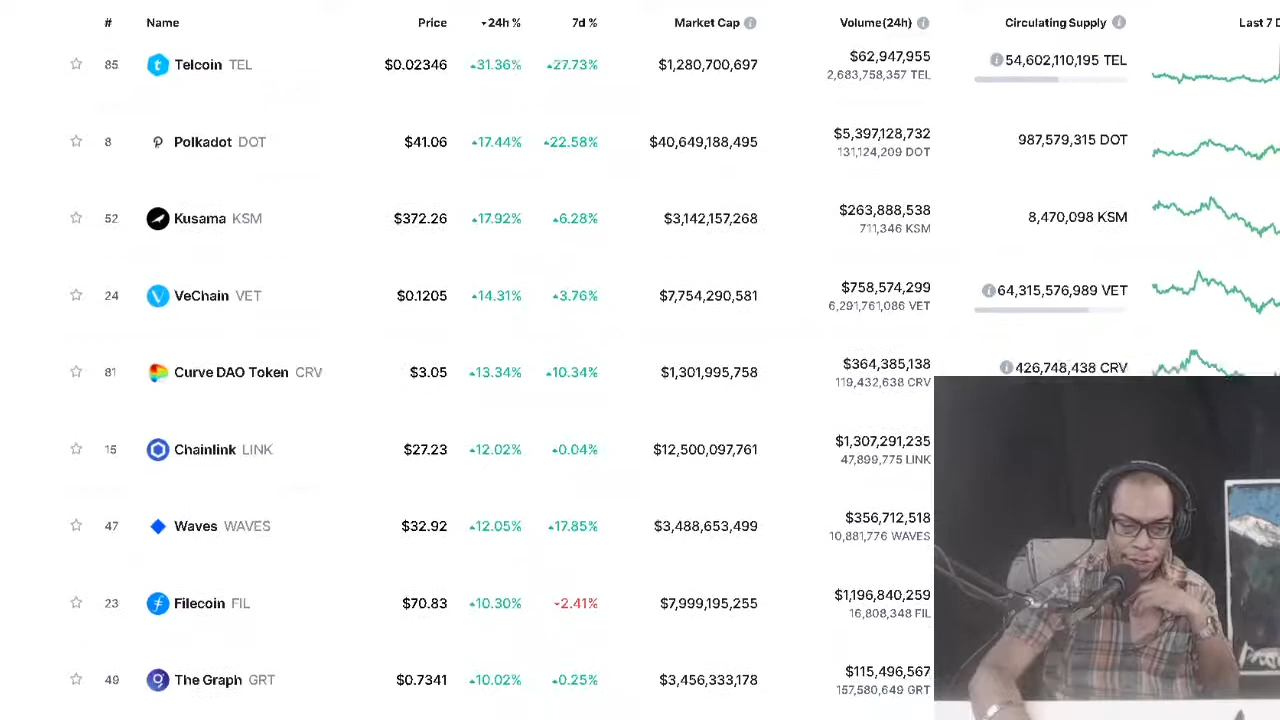 # Name Price 24h % 7d % Market Cap Volume(24h) Circulating Supply Last 7 D
85 Telcoin TEL $0.02346 31.36% 27.73% $1,280,700,697 $62,947,955 54,602,110,195 TEL
2,683,758,357 TEL
8 Polkadot DOT $41.06 17.44% 22.58% $40,649,188,495 $5,397,128,732 987,579,315 DOT
131,124,209 DOT
52 Kusama KSM $372.26 17.92% 6.28% $3,142,157,268 $263,888,538 8,470,098 KSM
711,346 KSM
24 VeChain VET $0.1205 14.31% 3.76% $7,754,290,581 $758,574,299 64,315,576,989 VET
6,291,761,086 VET
81 Curve DAO Token CRV $3.05 13.34% 10.34% $1,301,995,758 $364,385,138 426,748,438 CRV
119,432,638 CRV
15 Chainlink LINK $27.23 12.02% 0.04% $12,500,097,761 $1,307,291,235
47,899,775 LINK
47 Waves WAVES $32.92 12.05% 17.85% $3,488,653,499 $356,712,518
10,881,776 WAVES
23 Filecoin FIL $70.83 10.30% 2.41% $7,999,195,255 $1,196,840,259
16,808,348 FIL
49 The Graph GRT $0.7341 10.02% 0.25% $3,456,333,178 $115,496,567
157,580,649 GRT